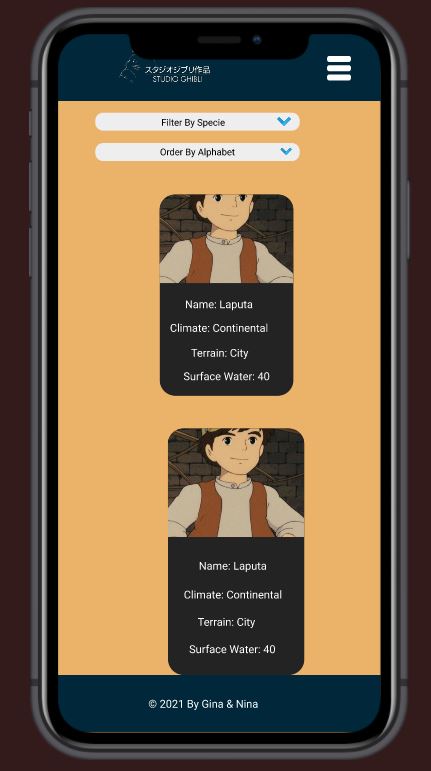 スタジオジブリ作品
STUDIO GHIBLI
Filter By Specie
Order By Alphabet
Name: Laputa
Climate: Continental
Terrain: City
Surface Water: 40
Name: Laputa
Climate: Continental
Terrain: City
Surface Water: 40
© 2021 By Gina & Nina